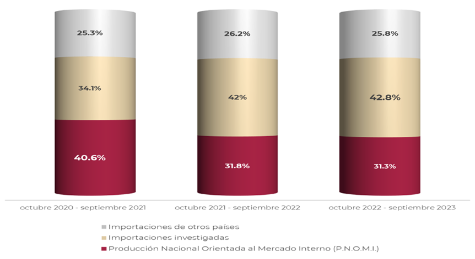 25.3% 26.2% 25.8%
34.1% 42% 42.8%
40.6% 31.8% 31.3%
octubre 2020 - septiembre 2021 octubre 2021 - septiembre 2022 octubre 2022 - septiembre 2023
Importaciones de otros países
Importaciones investigadas
Producción Nacional Orientada al Mercado Interno (P.N.O.M.I.)